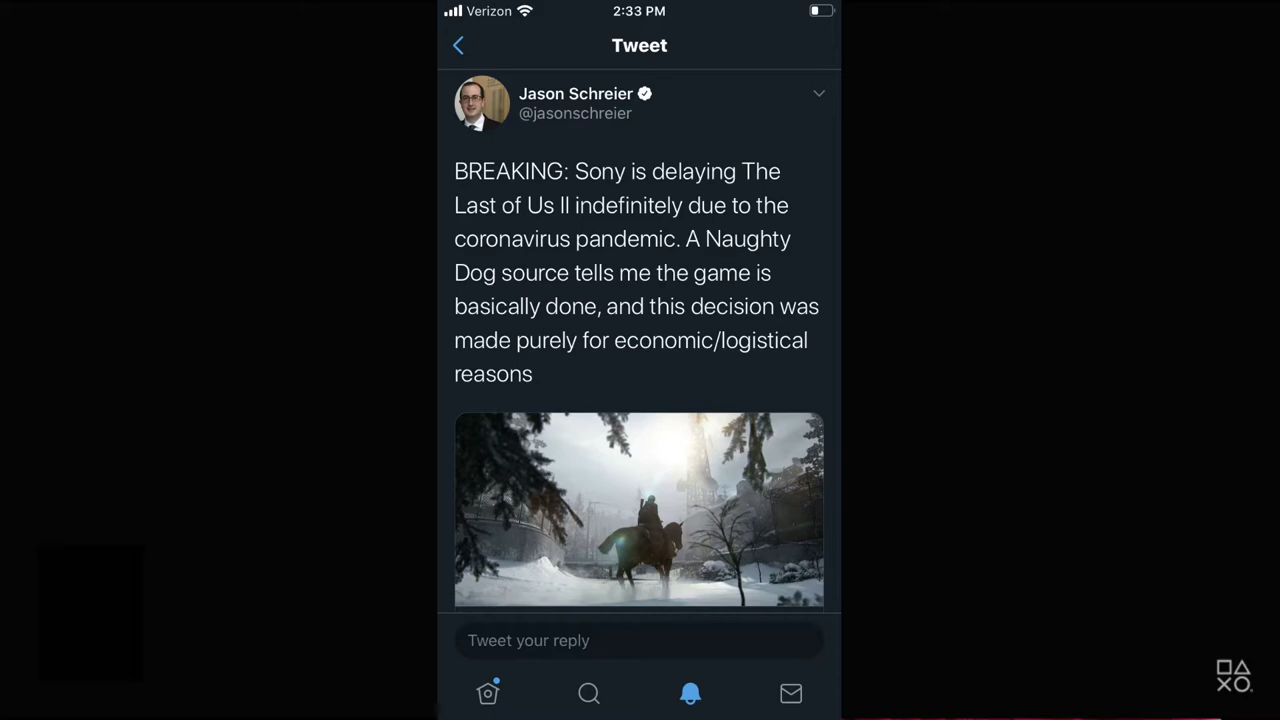 Verizon 2:33 PM
Tweet
Jason Schreier
@jasonschreier
BREAKING: Sony is delaying The
Last of Us II indefinitely due to the
coronavirus pandemic. A Naughty
Dog source tells me the game is
basically done, and this decision was
made purely for economic/logistical
reasons
Tweet your reply